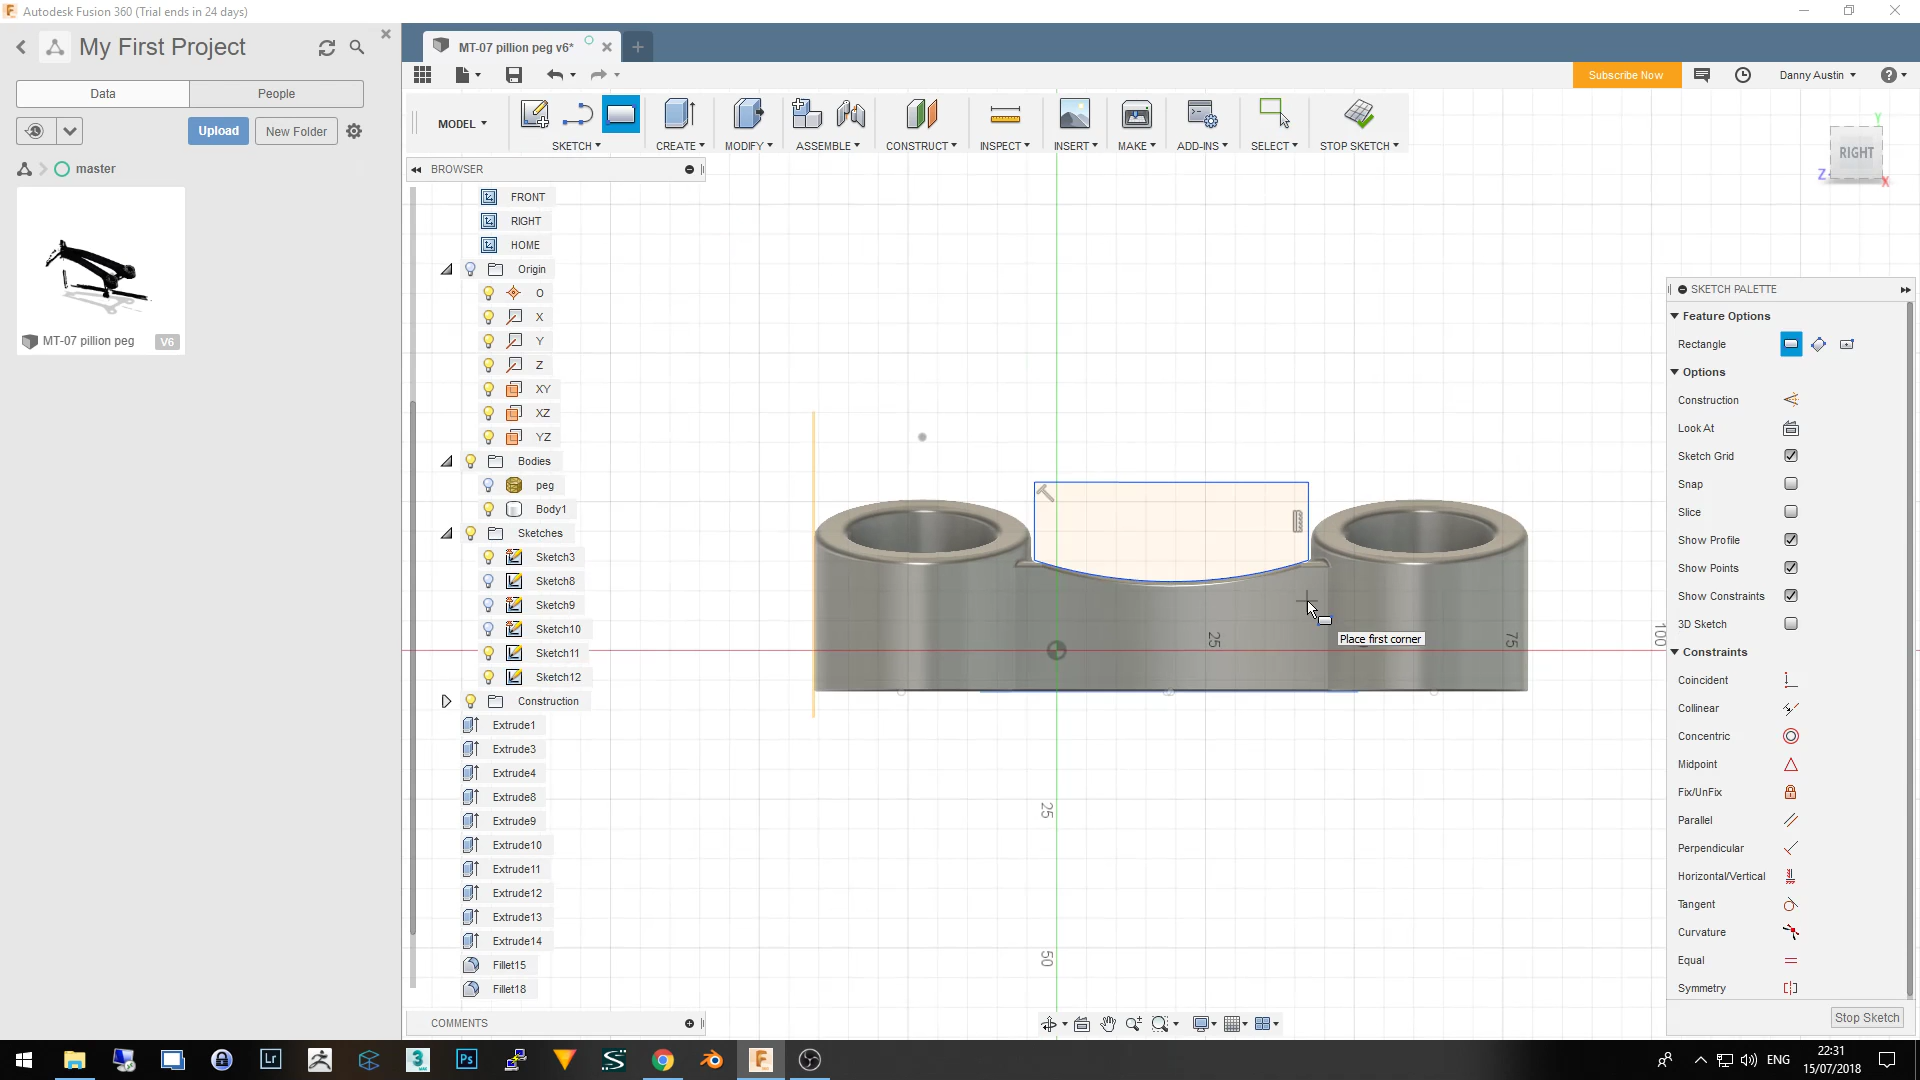 Autodesk Fusion 360 (Trial ends in 24 days)
My First Project
Data
People
Upload
New Folder
master
MT-07 pillion peg
V6
MT-07 pillion peg v6*
Subscribe Now
Danny Austin
MODEL
SKETCH
CREATE
MODIFY
ASSEMBLE
CONSTRUCT
INSPECT
INSERT
MAKE
ADD-INS
SELECT
STOP SKETCH
BROWSER
FRONT
RIGHT
HOME
Origin
O
X
Y
Z
XY
XZ
YZ
Bodies
peg
Body1
Sketches
Sketch3
Sketch8
Sketch9
Sketch10
Sketch11
Sketch12
Construction
Extrude1
Extrude3
Extrude4
Extrude8
Extrude9
Extrude10
Extrude11
Extrude12
Extrude13
Extrude14
Fillet15
Fillet18
COMMENTS
Y
RIGHT
Z
X
25
75
100
25
50
Place first corner
SKETCH PALETTE
Feature Options
Rectangle
Options
Construction
Look At
Sketch Grid
Snap
Slice
Show Profile
Show Points
Show Constraints
3D Sketch
Constraints
Coincident
Collinear
Concentric
Midpoint
Fix/UnFix
Parallel
Perpendicular
Horizontal/Vertical
Tangent
Curvature
Equal
Symmetry
Stop Sketch
Lr
3
Ps
ENG
22:31
15/07/2018